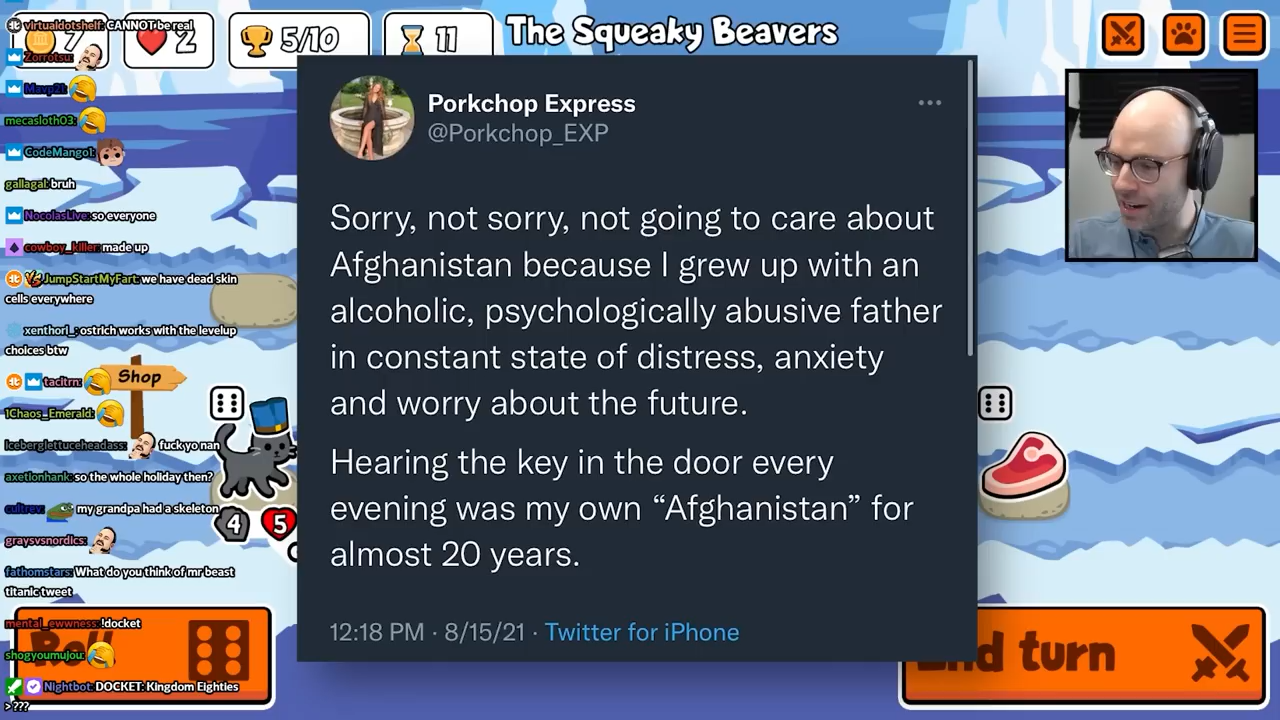 The Squeaky Beavers
2
5/10
11
virtualdotshelf: CANNOT be real
Zorrotsu:
Mavp21:
mecasloth03:
CodeMango1:
gallagal: bruh
NocolasLive: so everyone
cowboy_killer: made up
JumpStartMyFart: we have dead skin
cells everywhere
xenthorl_: ostrich works with the levelup
choices btw
tacitrn:
1Chaos_Emerald:
Iceberglettuceheadass: fuck yo nan
axetlonhank: so the whole holiday then?
cultrev: my grandpa had a skeleton
graysvsnordics:
fathomstars: What do you think of mr beast
titanic tweet
mental_ewwness: !docket
shogyoumujou:
Nightbot: DOCKET: Kingdom Eighties
> ???
Shop
4
5
Roll
Porkchop Express
@Porkchop_EXP
Sorry, not sorry, not going to care about
Afghanistan because I grew up with an
alcoholic, psychologically abusive father
in constant state of distress, anxiety
and worry about the future.
Hearing the key in the door every
evening was my own “Afghanistan” for
almost 20 years.
12:18 PM · 8/15/21 · Twitter for iPhone
turn